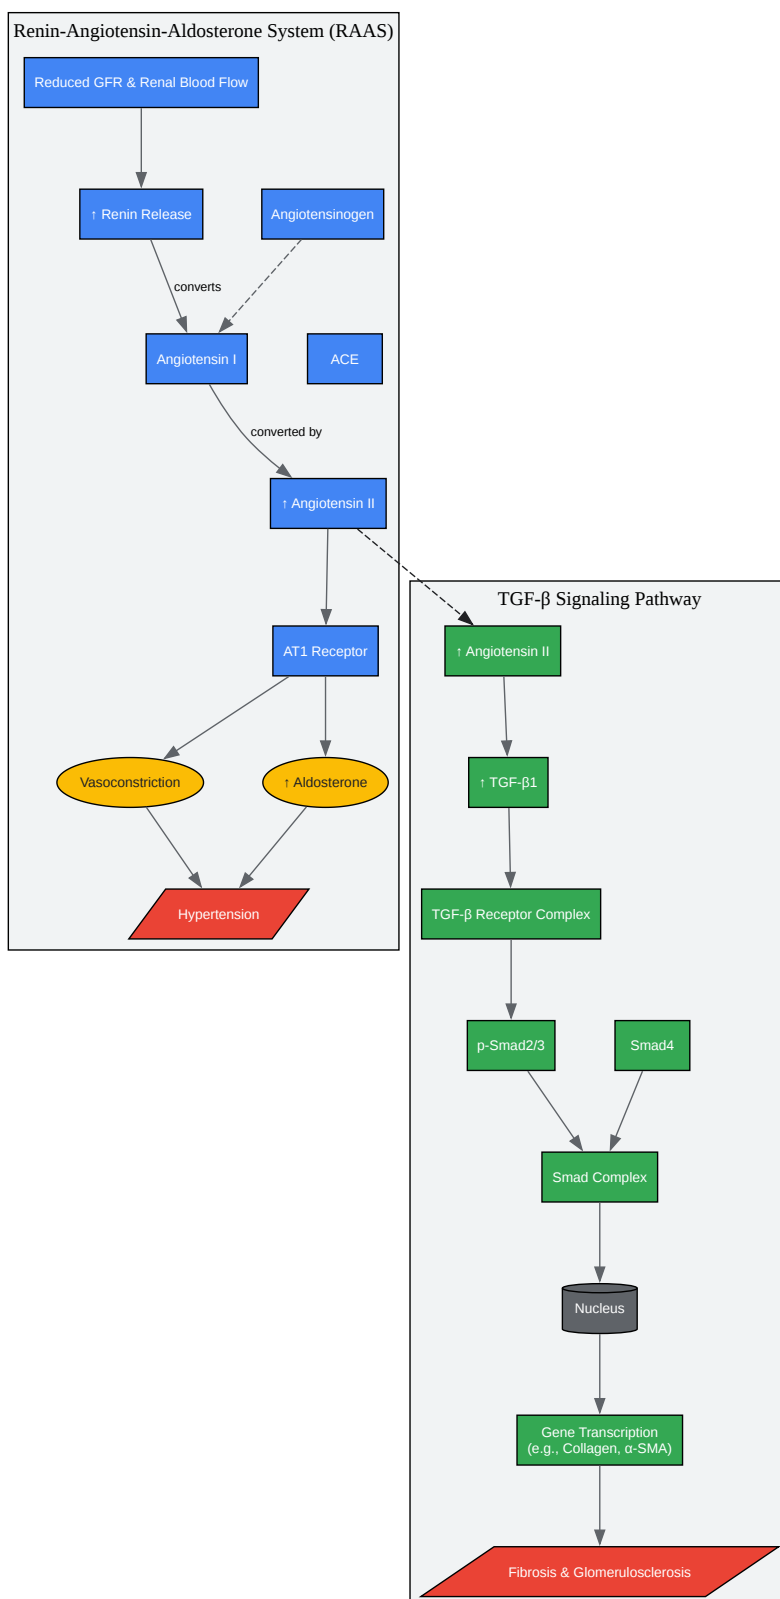 Renin-Angiotensin-Aldosterone System (RAAS)
Reduced GFR & Renal Blood Flow
↑ Renin Release
Angiotensinogen
converts
Angiotensin I
ACE
converted by
↑ Angiotensin II
AT1 Receptor
Vasoconstriction
↑ Aldosterone
Hypertension
TGF-β Signaling Pathway
↑ Angiotensin II
↑ TGF-β1
TGF-β Receptor Complex
p-Smad2/3
Smad4
Smad Complex
Nucleus
Gene Transcription
(e.g., Collagen, α-SMA)
Fibrosis & Glomerulosclerosis